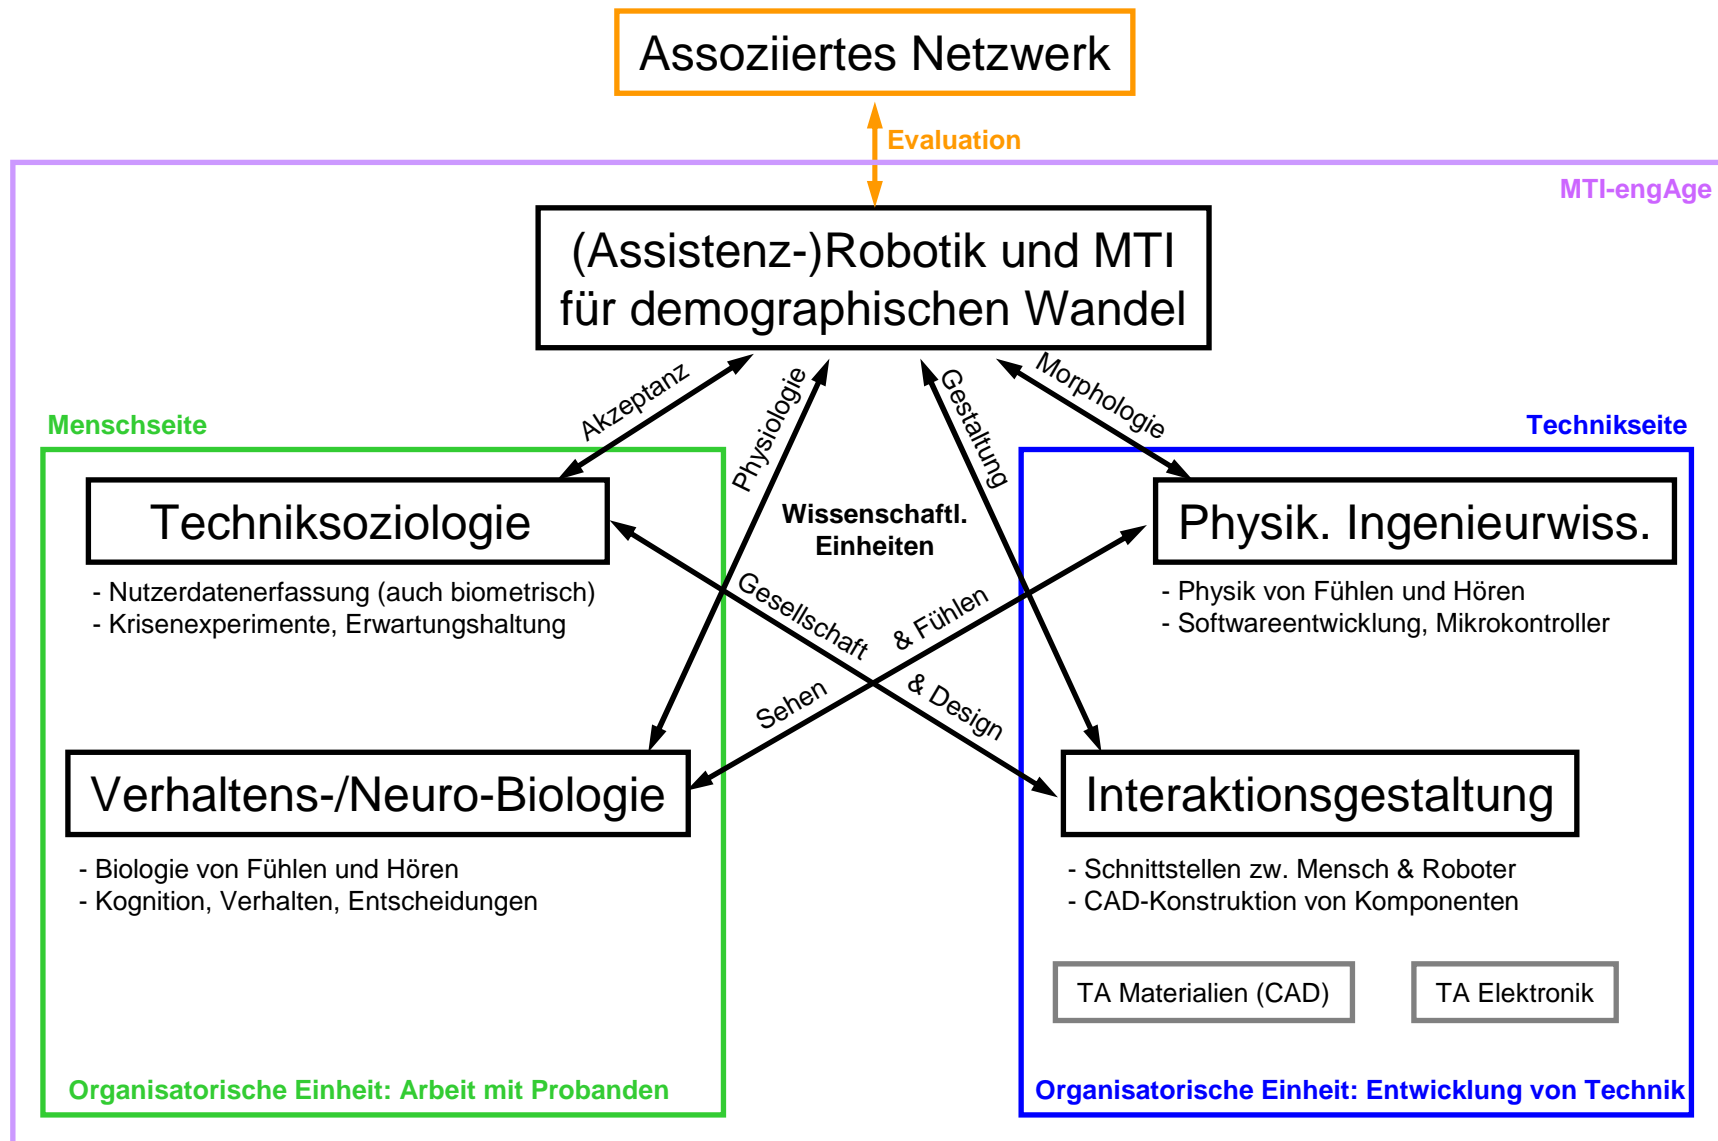 Assoziiertes Netzwerk
Evaluation
MTI-engAge
(Assistenz-)Robotik und MTI
für demographischen Wandel
Akzeptanz
Physiologie
Gestaltung
Morphologie
Menschseite
Technikseite
Techniksoziologie
- Nutzerdatenerfassung (auch biometrisch)
- Krisenexperimente, Erwartungshaltung
Wissenschaftl.
Einheiten
Physik. Ingenieurwiss.
- Physik von Fühlen und Hören
- Softwareentwicklung, Mikrokontroller
Gesellschaft & Design
Sehen & Fühlen
Verhaltens-/Neuro-Biologie
- Biologie von Fühlen und Hören
- Kognition, Verhalten, Entscheidungen
Interaktionsgestaltung
- Schnittstellen zw. Mensch & Roboter
- CAD-Konstruktion von Komponenten
TA Materialien (CAD)
TA Elektronik
Organisatorische Einheit: Arbeit mit Probanden
Organisatorische Einheit: Entwicklung von Technik